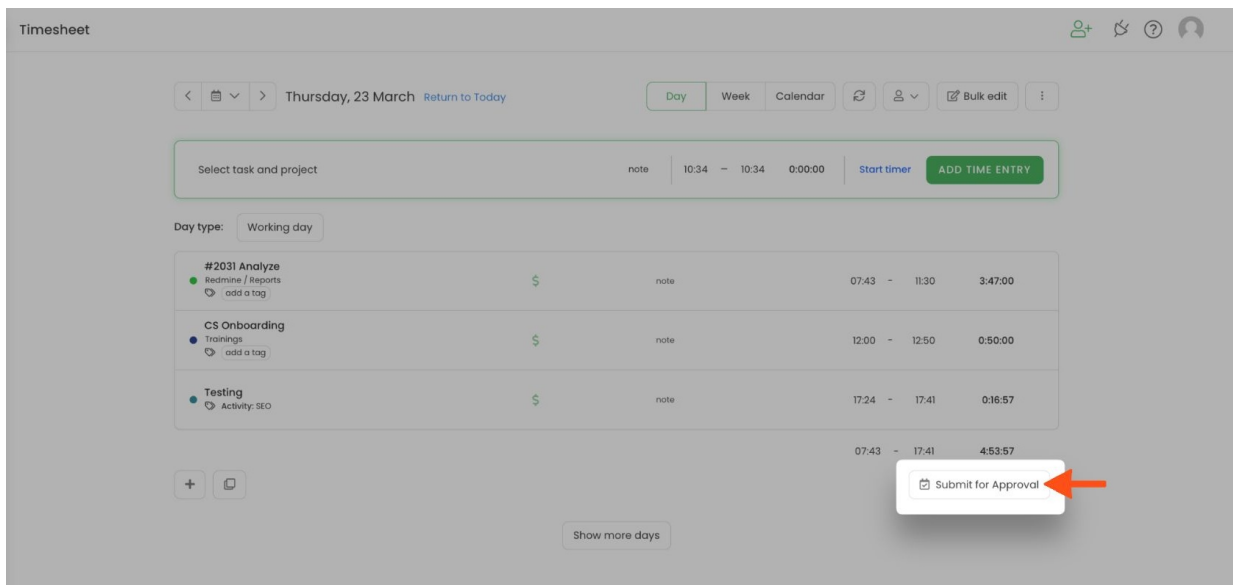 Timesheet
Thursday, 23 March Return to Today
Day Week Calendar Bulk edit
Select task and project note 10:34 – 10:34 0:00:00 Start timer ADD TIME ENTRY
Day type: Working day
#2031 Analyze
Redmine / Reports $ note 07:43 - 11:30 3:47:00
add a tag
CS Onboarding
Trainings $ note 12:00 - 12:50 0:50:00
add a tag
Testing $ note 17:24 - 17:41 0:16:57
Activity: SEO
07:43 - 17:41 4:53:57
Submit for Approval
Show more days